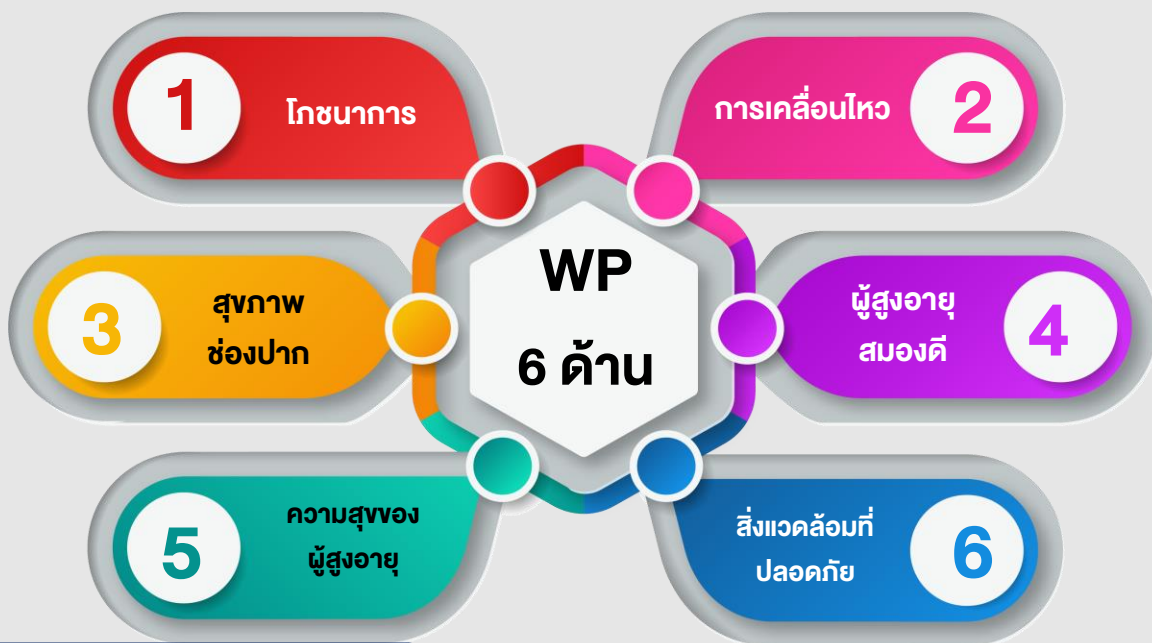 1
โภชนาการ
การเคลื่อนไหว
2
WP
6 ด้าน
3
สุขภาพ
ช่องปาก
ผู้สูงอายุ
สมองดี
4
5
ความสุขของ
ผู้สูงอายุ
สิ่งแวดล้อมที่
ปลอดภัย
6